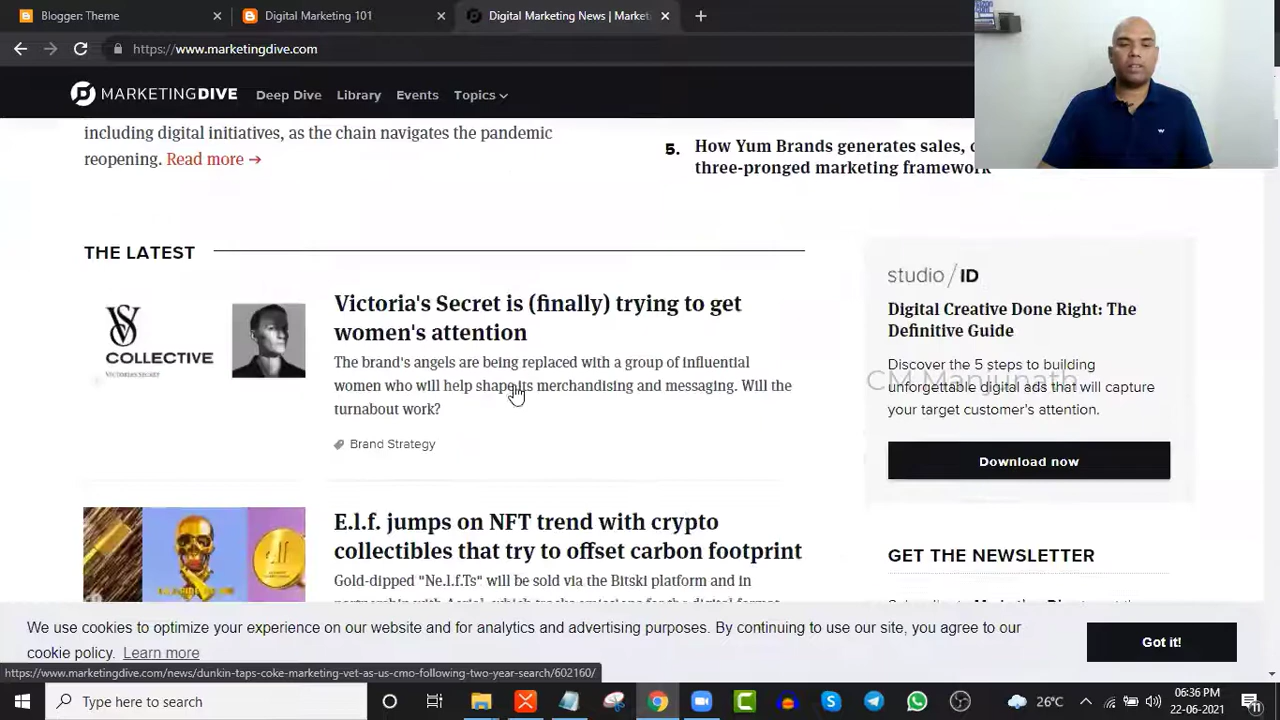 Blogger: Theme
Digital Marketing 101
Digital Marketing News | Market
https://www.marketingdive.com
MARKETINGDIVE
Deep Dive
Library
Events
Topics
including digital initiatives, as the chain navigates the pandemic
reopening. Read more →
5. How Yum Brands generates sales,
three-pronged marketing framework
THE LATEST
VS
COLLECTIVE
Victoria's Secret is (finally) trying to get
women's attention
The brand's angels are being replaced with a group of influential
women who will help shape its merchandising and messaging. Will the
turnabout work?
Brand Strategy
E.l.f. jumps on NFT trend with crypto
collectibles that try to offset carbon footprint
Gold-dipped "Ne.l.f.Ts" will be sold via the Bitski platform and in
studio/ID
Digital Creative Done Right: The
Definitive Guide
Discover the 5 steps to building
unforgettable digital ads that will capture
your target customer's attention.
CM Manjunath
Download now
GET THE NEWSLETTER
We use cookies to optimize your experience on our website and for analytics and advertising purposes. By continuing to use our site, you agree to our
cookie policy. Learn more
Got it!
https://www.marketingdive.com/news/dunkin-taps-coke-marketing-vet-as-us-cmo-following-two-year-search/602160/
Type here to search
26°C
06:36 PM
22-06-2021